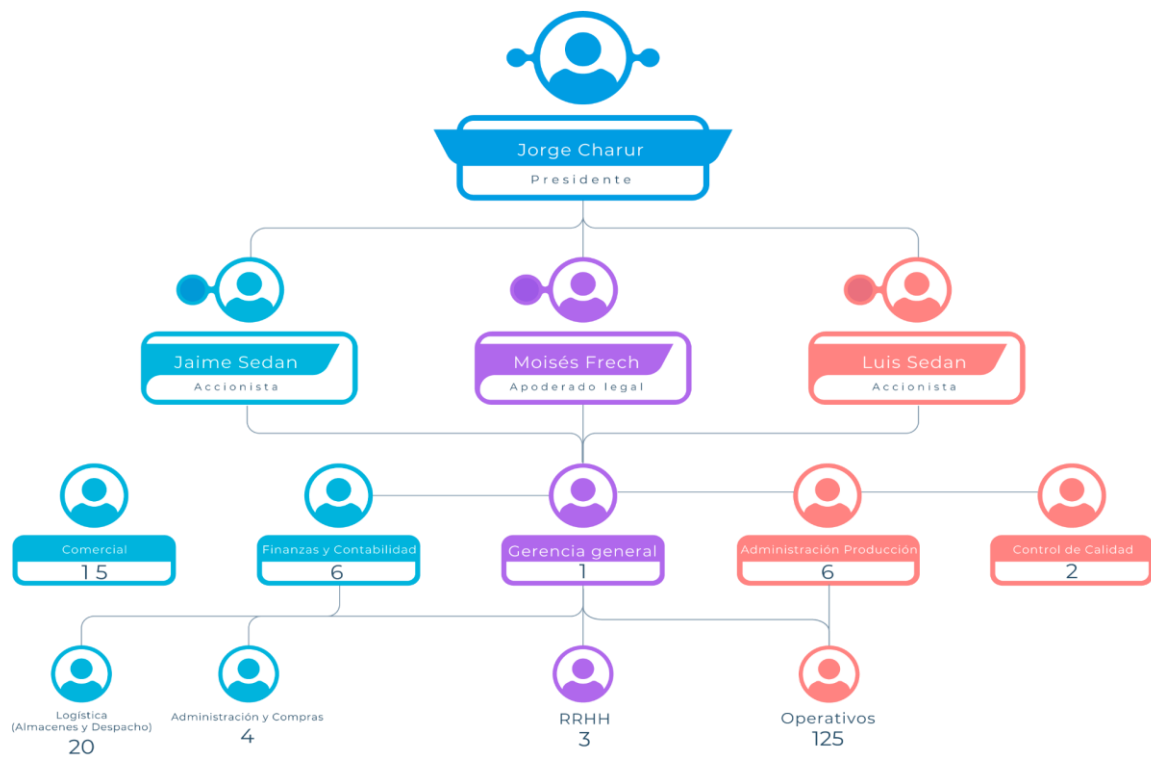 Jorge Charur
Presidente
Jaime Sedan
Accionista
Moisés Frech
Apoderado legal
Luis Sedan
Accionista
Comercial
15
Finanzas y Contabilidad
6
Gerencia general
1
Administración Producción
6
Control de Calidad
2
Logística
(Almacenes y Despacho)
20
Administración y Compras
4
RRHH
3
Operativos
125